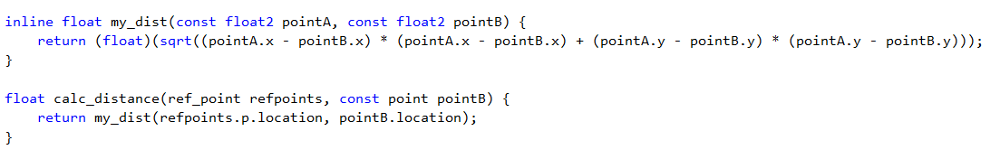 inline float my_dist(const float2 pointA, const float2 pointB) {
    return (float)(sqrt((pointA.x - pointB.x) * (pointA.x - pointB.x) + (pointA.y - pointB.y) * (pointA.y - pointB.y)));
}

float calc_distance(ref_point refpoints, const point pointB) {
    return my_dist(refpoints.p.location, pointB.location);
}